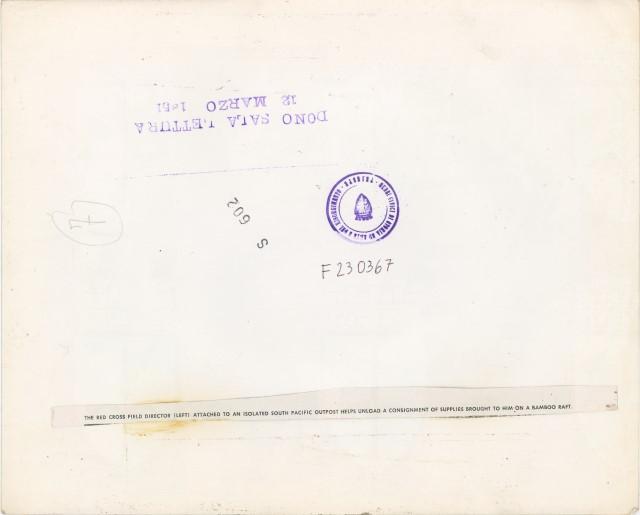 DONO SALA LETTURA
12 MARZO 1951
7
S 602
F230367
THE RED CROSS FIELD DIRECTOR (LEFT) ATTACHED TO AN ISOLATED SOUTH PACIFIC OUTPOST HELPS UNLOAD A CONSIGNMENT OF SUPPLIES BROUGHT TO HIM ON A BAMBOO RAFT.